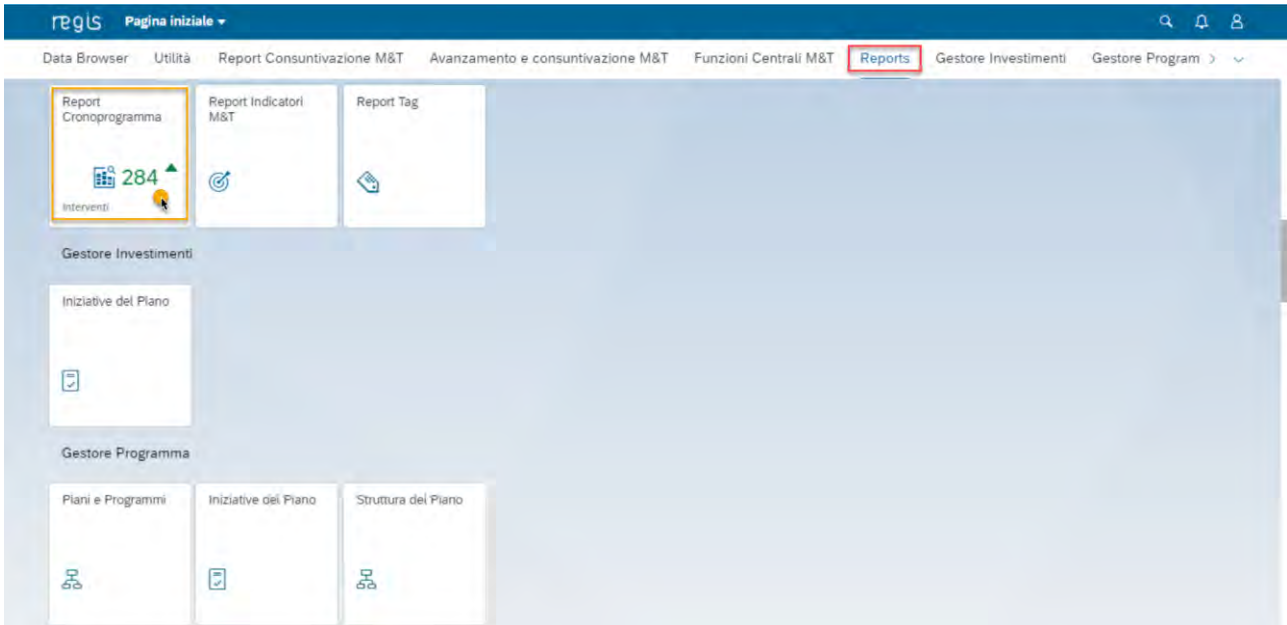 regis Pagina iniziale
Data Browser Utilità Report Consuntivazione M&T Avanzamento e consuntivazione M&T Funzioni Centrali M&T Reports Gestore Investimenti Gestore Program
Report
Cronoprogramma
284
Interventi
Report Indicatori
M&T
Report Tag
Gestore Investimenti
Iniziative del Piano
Gestore Programma
Piani e Programmi
Iniziative del Piano
Struttura del Piano